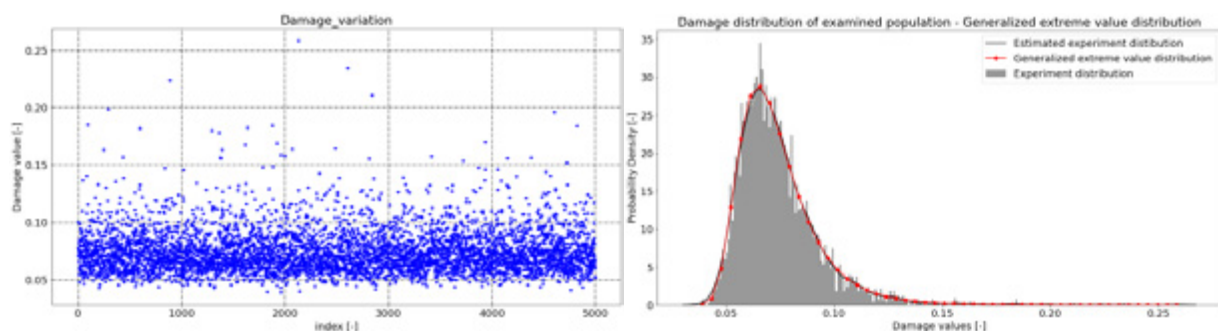 Damage_variation
0.25
0.20
0.15
0.10
0.05
Damage value [-]
0
1000
2000
3000
4000
5000
index [-]
Damage distribution of examined population - Generalized extreme value distribution
35
30
25
20
15
10
5
0
Probability Density [-]
Estimated experiment distibution
Generalized extreme value distribution
Experiment distribution
0.05
0.10
0.15
0.20
0.25
Damage values [-]